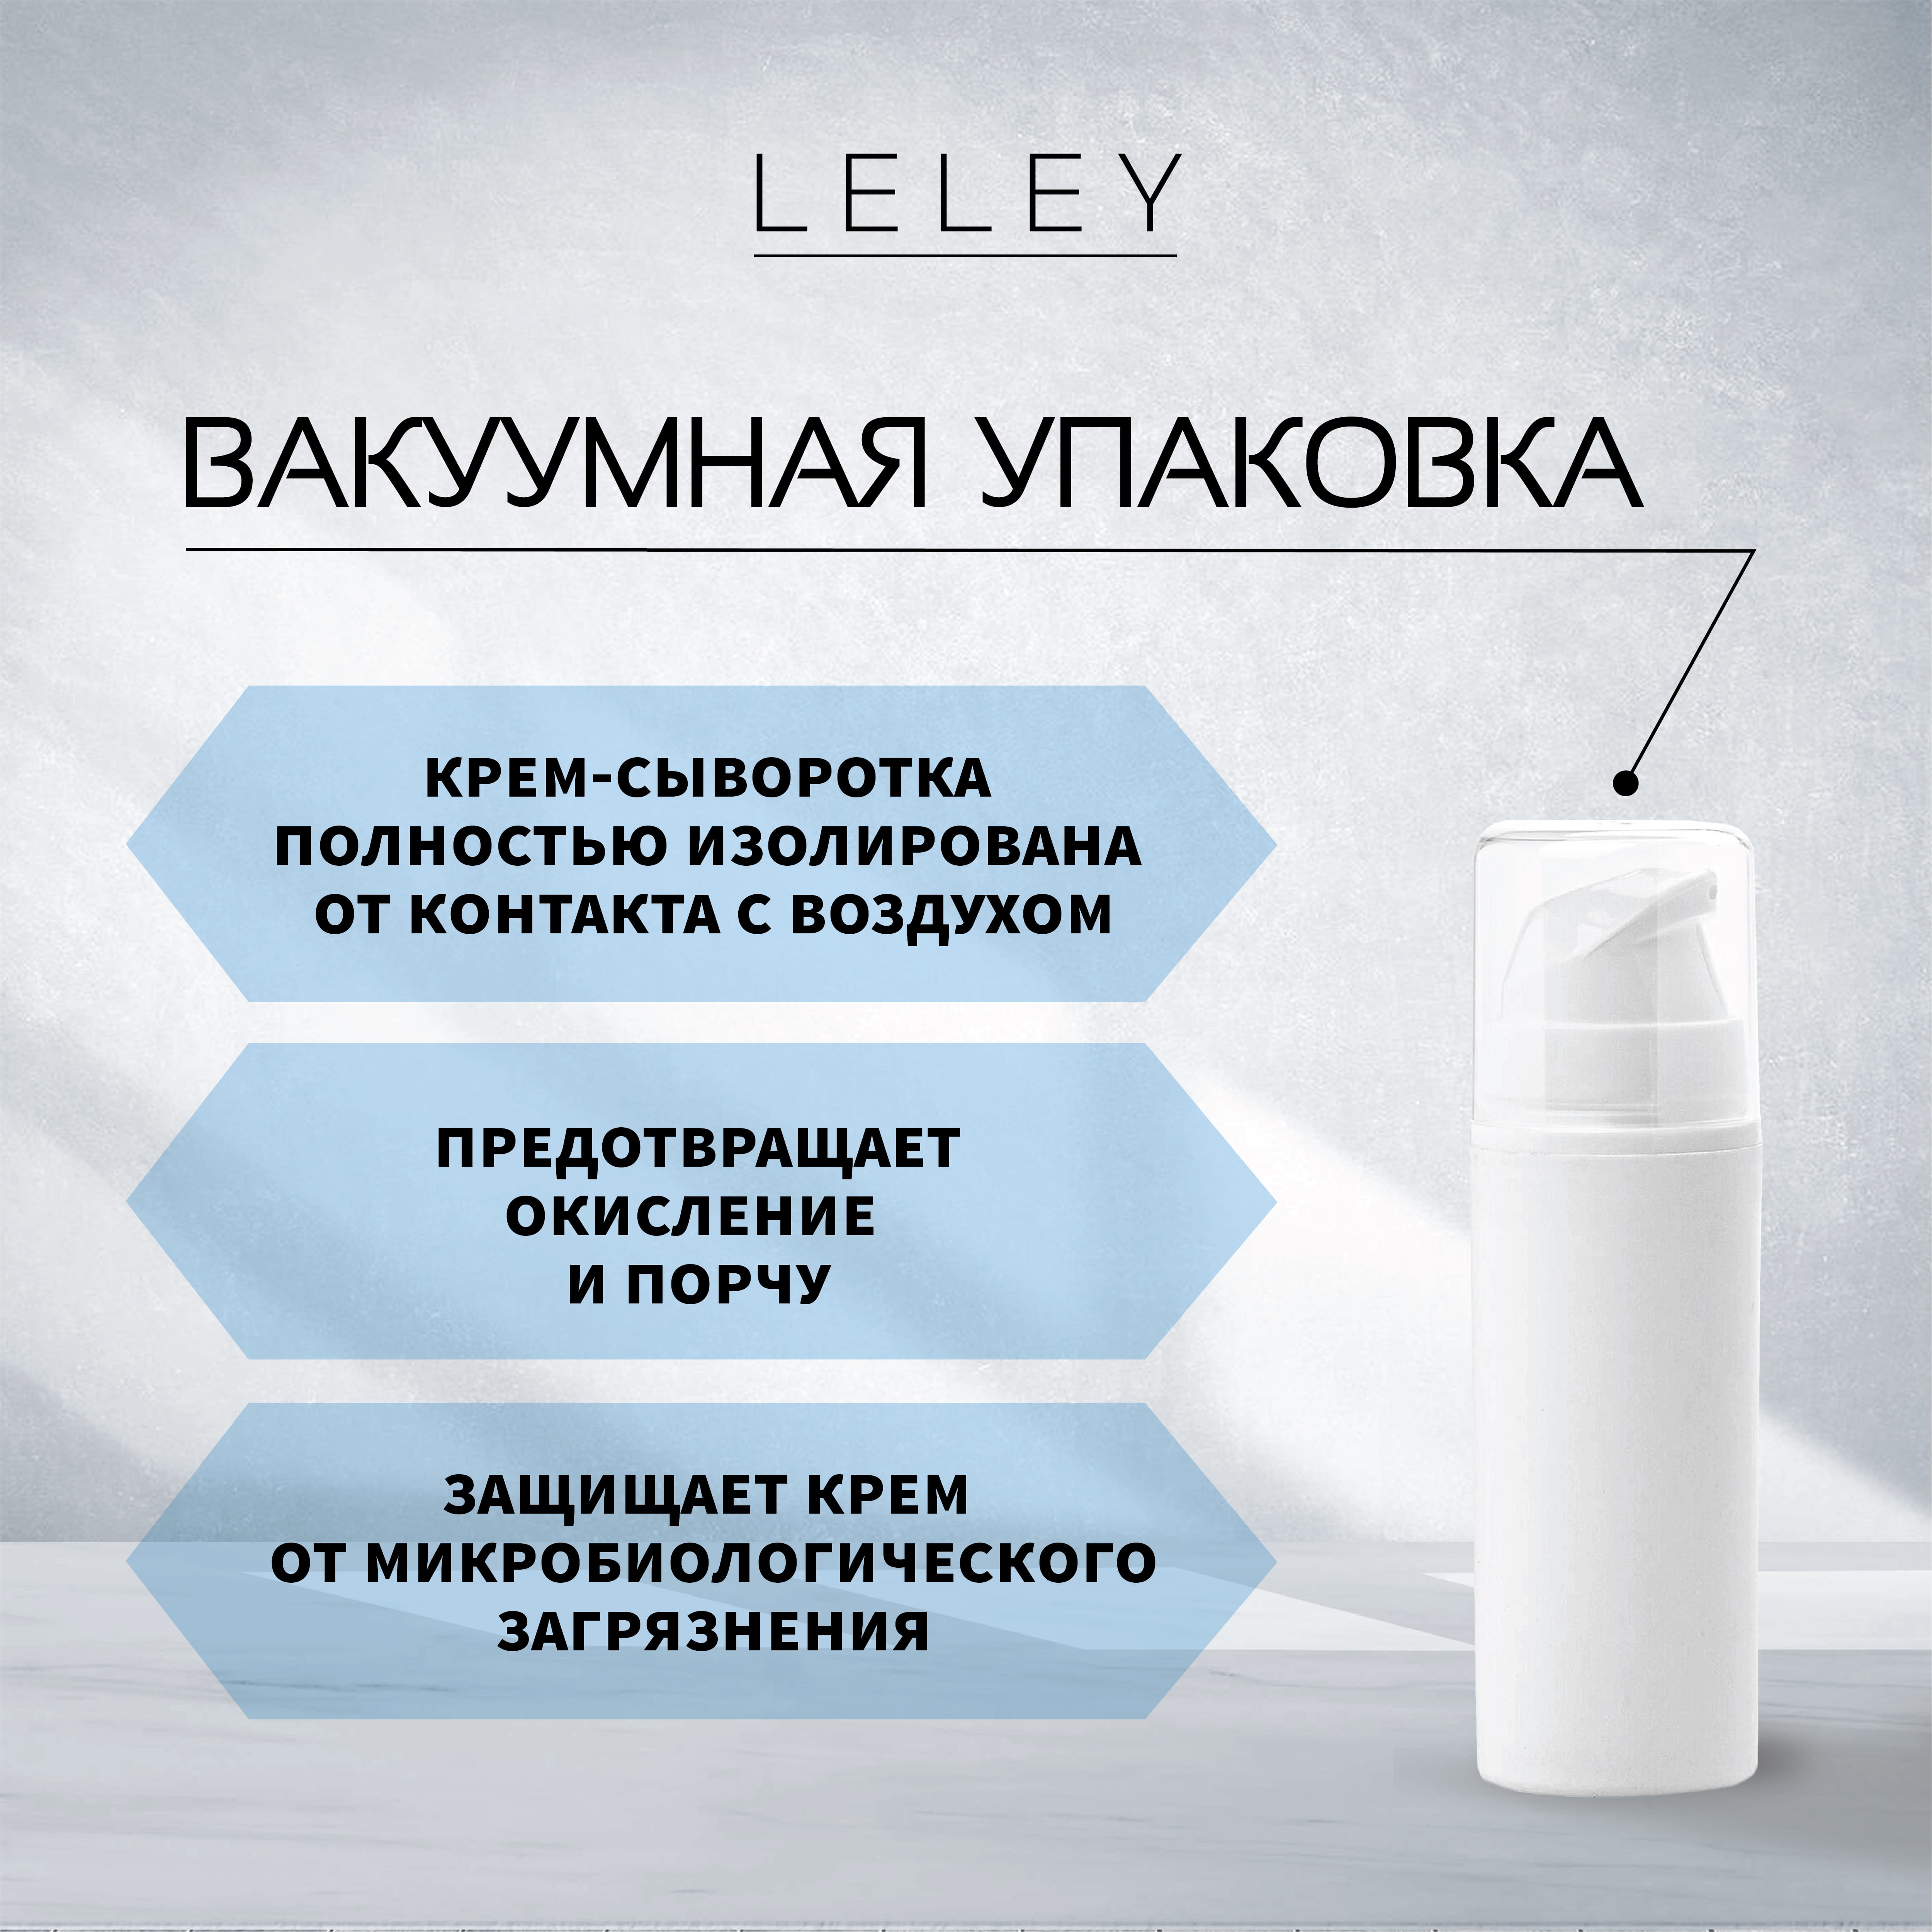 LELEY
ВАКУУМНАЯ УПАКОВКА
КРЕМ-СЫВОРОТКА
ПОЛНОСТЬЮ ИЗОЛИРОВАНА
ОТ КОНТАКТА С ВОЗДУХОМ
ПРЕДОТВРАЩАЕТ
ОКИСЛЕНИЕ
И ПОРЧУ
ЗАЩИЩАЕТ КРЕМ
ОТ МИКРОБИОЛОГИЧЕСКОГО
ЗАГРЯЗНЕНИЯ